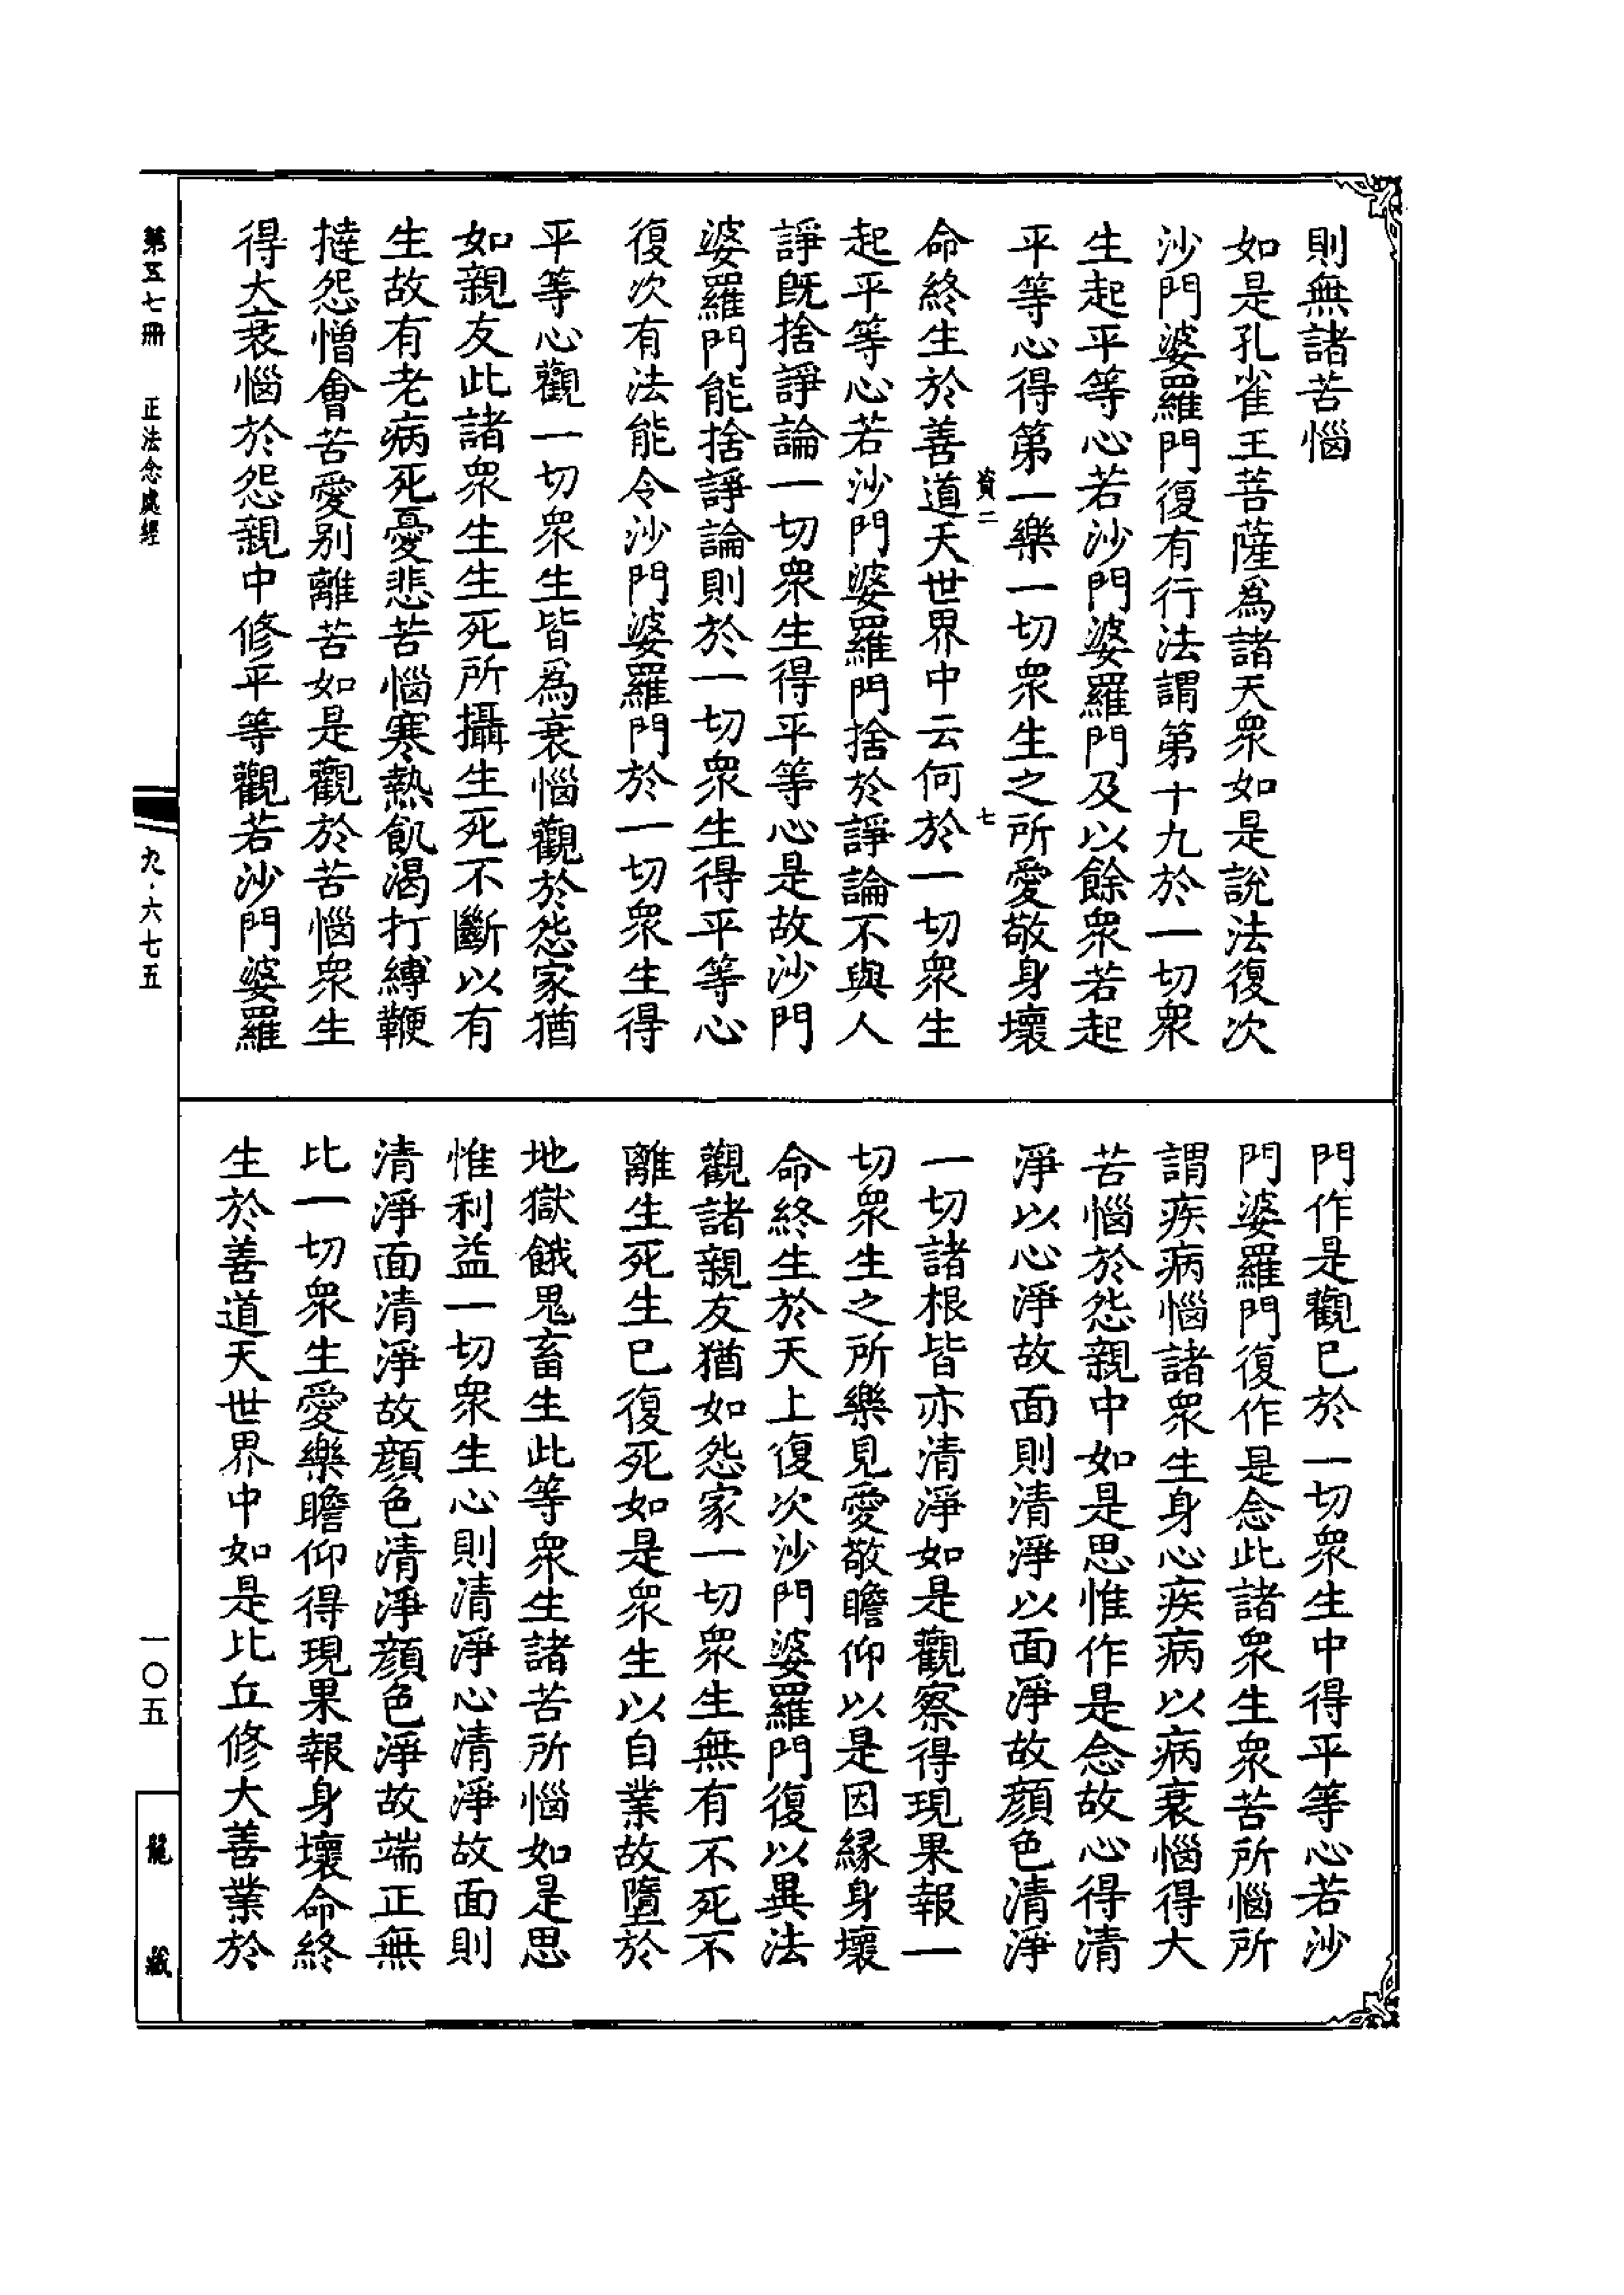 則無諸苦惱
如是孔雀王菩薩爲諸天衆如是說法復次
沙門婆羅門復有行法謂第十九於一切衆
生起平等心若沙門婆羅門及以餘衆若起
平等心得第一樂一切衆生之所愛敬身壞
資二 七
命終生於善道天世界中云何於一切衆生
起平等心若沙門婆羅門捨於諍論不與人
諍旣捨諍論一切衆生得平等心是故沙門
婆羅門能捨諍論則於一切衆生得平等心
復次有法能令沙門婆羅門於一切衆生得
平等心觀一切衆生皆爲衰惱觀於怨家猶
如親友此諸衆生生死所攝生死不斷以有
生故有老病死憂悲苦惱寒熱飢渴打縛鞭
撻怨憎會苦愛別離苦如是觀於苦惱衆生
得大衰惱於怨親中修平等觀若沙門婆羅
門作是觀已於一切衆生中得平等心若沙
門婆羅門復作是念此諸衆生衆苦所惱所
謂疾病惱諸衆生身心疾病以病衰惱得大
苦惱於怨親中如是思惟作是念故心得清
淨以心淨故面則清淨以面淨故顔色清淨
一切諸根皆亦清淨如是觀察得現果報一
切衆生之所樂見愛敬瞻仰以是因緣身壞
命終生於天上復次沙門婆羅門復以異法
觀諸親友猶如怨家一切衆生無有不死不
離生死生已復死如是衆生以自業故墮於
地獄餓鬼畜生此等衆生諸苦所惱如是思
惟利益一切衆生心則清淨心清淨故面則
清淨面清淨故顔色清淨顔色淨故端正無
比一切衆生愛樂瞻仰得現果報身壞命終
生於善道天世界中如是比丘修大善業於
第五七冊 正法念處經
九·六七五
一〇五
龍藏